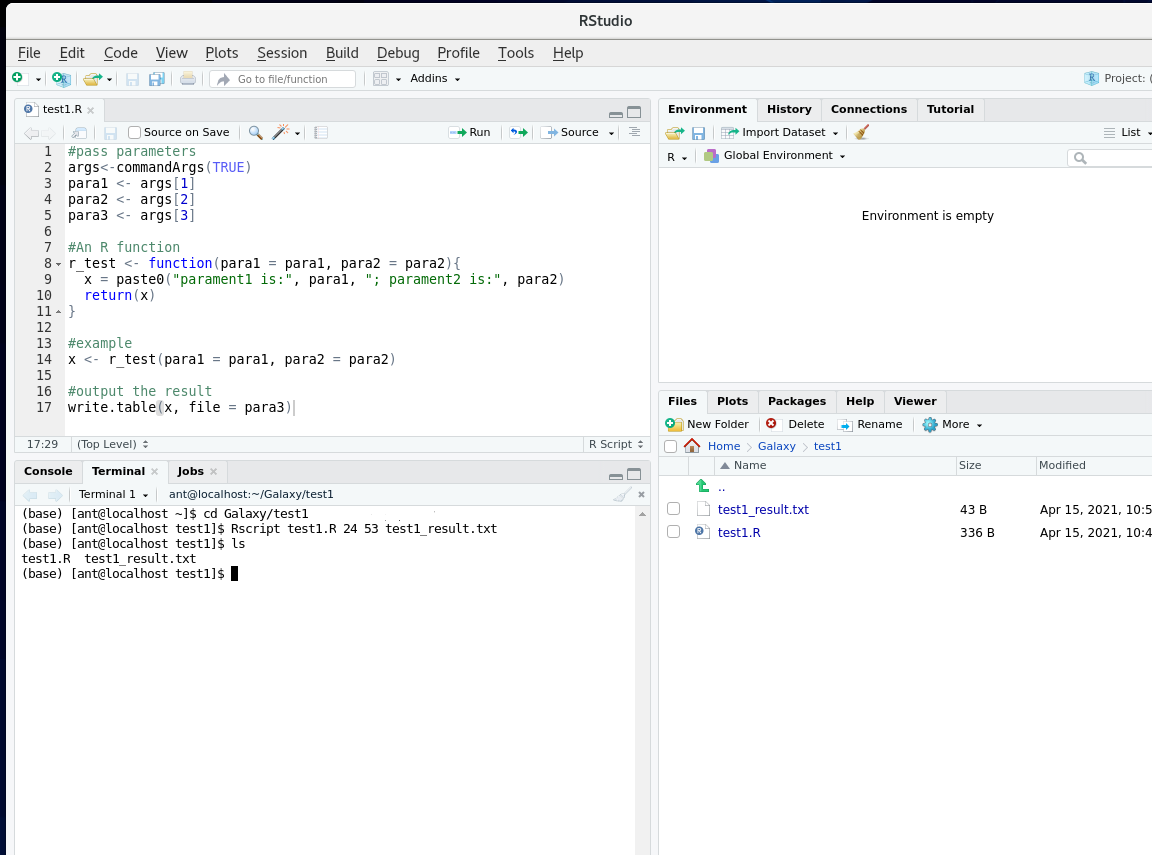 RStudio
File Edit Code View Plots Session Build Debug Profile Tools Help
Go to file/function Addins Project: (
test1.R
Source on Save Run Source
1 #pass parameters
2 args<-commandArgs(TRUE)
3 para1 <- args[1]
4 para2 <- args[2]
5 para3 <- args[3]
6
7 #An R function
8 r_test <- function(para1 = para1, para2 = para2){
9 x = paste0("parament1 is:", para1, "; parament2 is:", para2)
10 return(x)
11 }
12
13 #example
14 x <- r_test(para1 = para1, para2 = para2)
15
16 #output the result
17 write.table(x, file = para3)
17:29 (Top Level) R Script
Console Terminal Jobs
Terminal 1 ant@localhost:~/Galaxy/test1
(base) [ant@localhost ~]$ cd Galaxy/test1
(base) [ant@localhost test1]$ Rscript test1.R 24 53 test1_result.txt
(base) [ant@localhost test1]$ ls
test1.R test1_result.txt
(base) [ant@localhost test1]$
Environment History Connections Tutorial
Import Dataset List
R Global Environment
Environment is empty
Files Plots Packages Help Viewer
New Folder Delete Rename More
Home Galaxy test1
Name Size Modified
..
test1_result.txt 43 B Apr 15, 2021, 10:5
test1.R 336 B Apr 15, 2021, 10:4